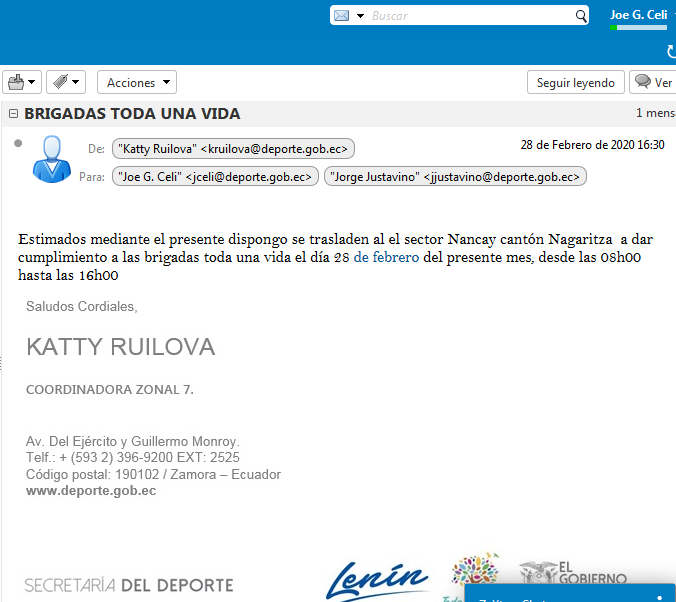 Buscar
Joe G. Celi
Acciones
Seguir leyendo
Ver
BRIGADAS TODA UNA VIDA
1 mens
De: "Katty Ruilova" <kruilova@deporte.gob.ec>
28 de Febrero de 2020 16:30
Para: "Joe G. Celi" <jceli@deporte.gob.ec> "Jorge Justavino" <jjustavino@deporte.gob.ec>
Estimados mediante el presente dispongo se trasladen al el sector Nancay cantón Nagaritza a dar
cumplimiento a las brigadas toda una vida el día 28 de febrero del presente mes, desde las 08h00
hasta las 16h00
Saludos Cordiales,
KATTY RUILOVA
COORDINADORA ZONAL 7.
Av. Del Ejército y Guillermo Monroy.
Telf.: + (593 2) 396-9200 EXT: 2525
Código postal: 190102 / Zamora – Ecuador
www.deporte.gob.ec
SECRETARÍA DEL DEPORTE
Lenín
EL
GOBIERNO